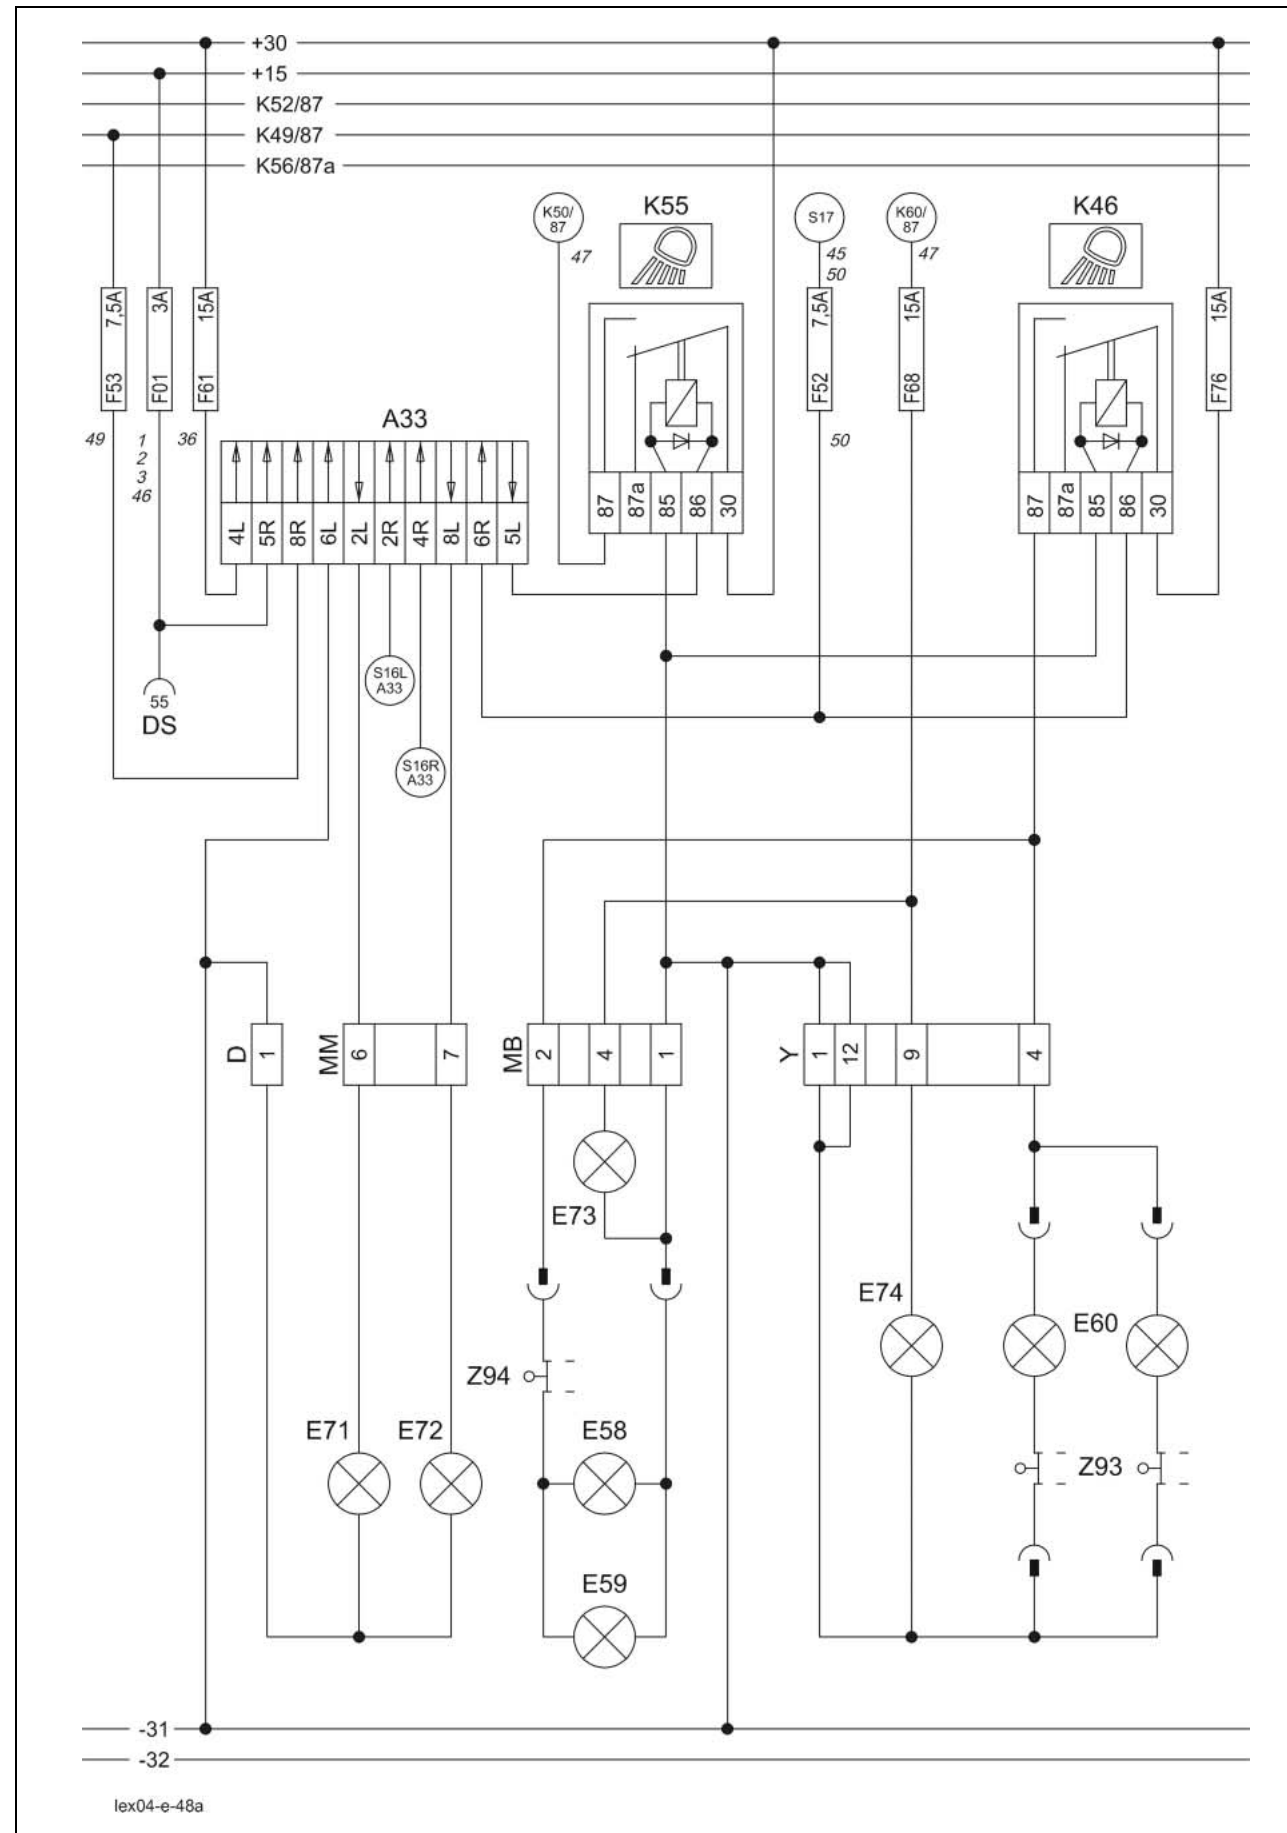 +30
+15
K52/87
K49/87
K56/87a
K50/
87
47
K55
S17
45
50
K60/
87
47
K46
F53 7,5A
F01 3A
F61 15A
F52 7,5A
F68 15A
F76 15A
49
1
2
3
46
36
50
A33
4L 5R 8R 6L 2L 2R 4R 8L 6R 5L
87 87a 85 86 30
87 87a 85 86 30
55
DS
S16L
A33
S16R
A33
D 1
MM 6 7
MB 2 4 1
Y 1 12 9 4
E73
E74
E60
Z94
E71
E72
E58
Z93
E59
-31
-32
lex04-e-48a